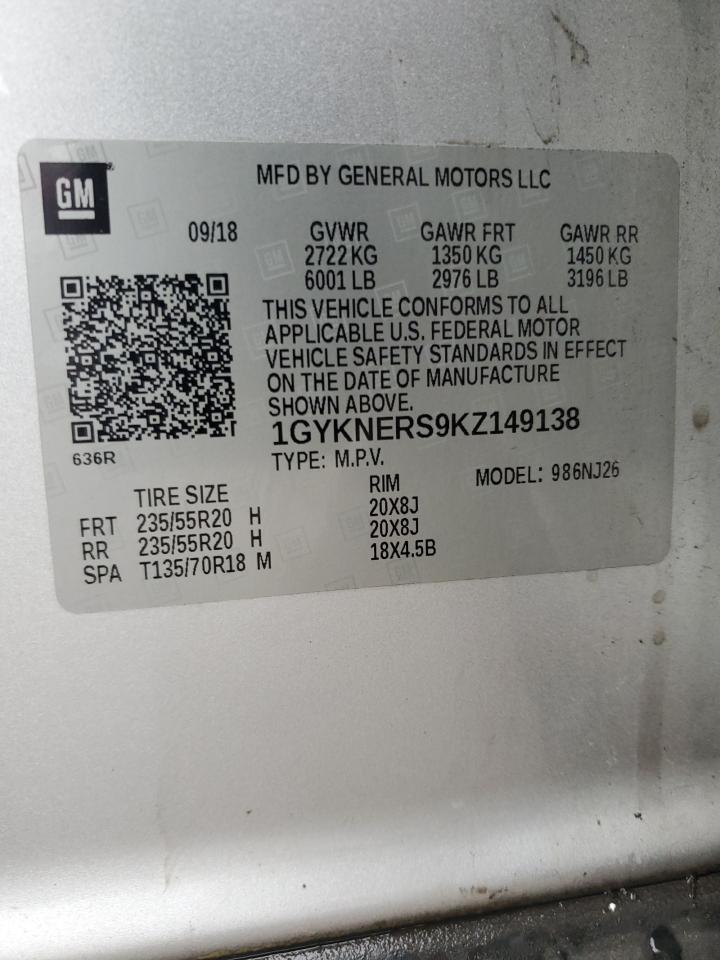 GM
MFD BY GENERAL MOTORS LLC
09/18 GVWR GAWR FRT GAWR RR
2722 KG 1350 KG 1450 KG
6001 LB 2976 LB 3196 LB
THIS VEHICLE CONFORMS TO ALL
APPLICABLE U.S. FEDERAL MOTOR
VEHICLE SAFETY STANDARDS IN EFFECT
ON THE DATE OF MANUFACTURE
SHOWN ABOVE.
1GYKNERS9KZ149138
636R
TYPE: M.P.V.
MODEL: 986NJ26
TIRE SIZE RIM
FRT 235/55R20 H 20X8J
RR 235/55R20 H 20X8J
SPA T135/70R18 M 18X4.5B